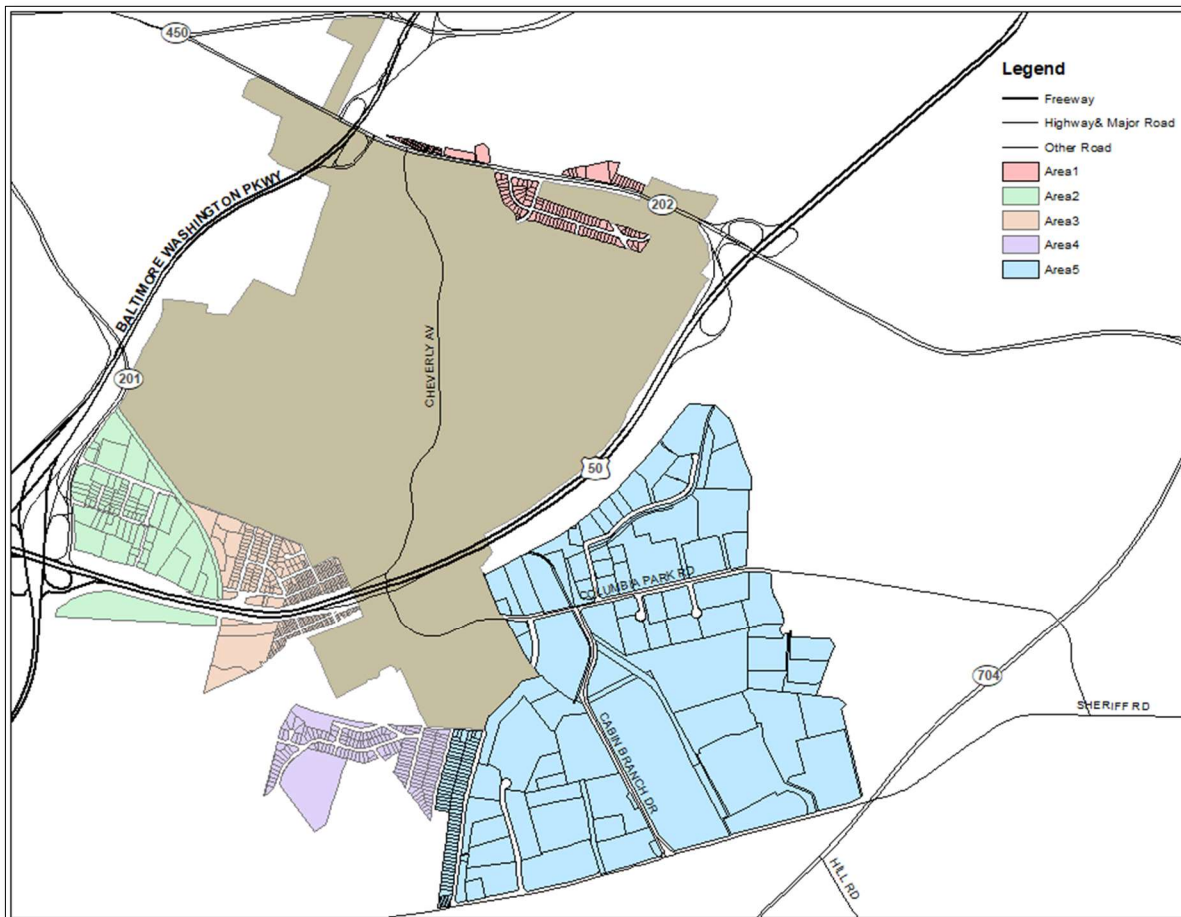 450
Legend
Freeway
Highway& Major Road
Other Road
Area1
Area2
Area3
Area4
Area5
BALTIMORE WASHINGTON PKWY
202
CHEVERLY AV
201
50
COLUMBIA PARK RD
704
SHERIFF RD
CABIN BRANCH DR
HILL RD